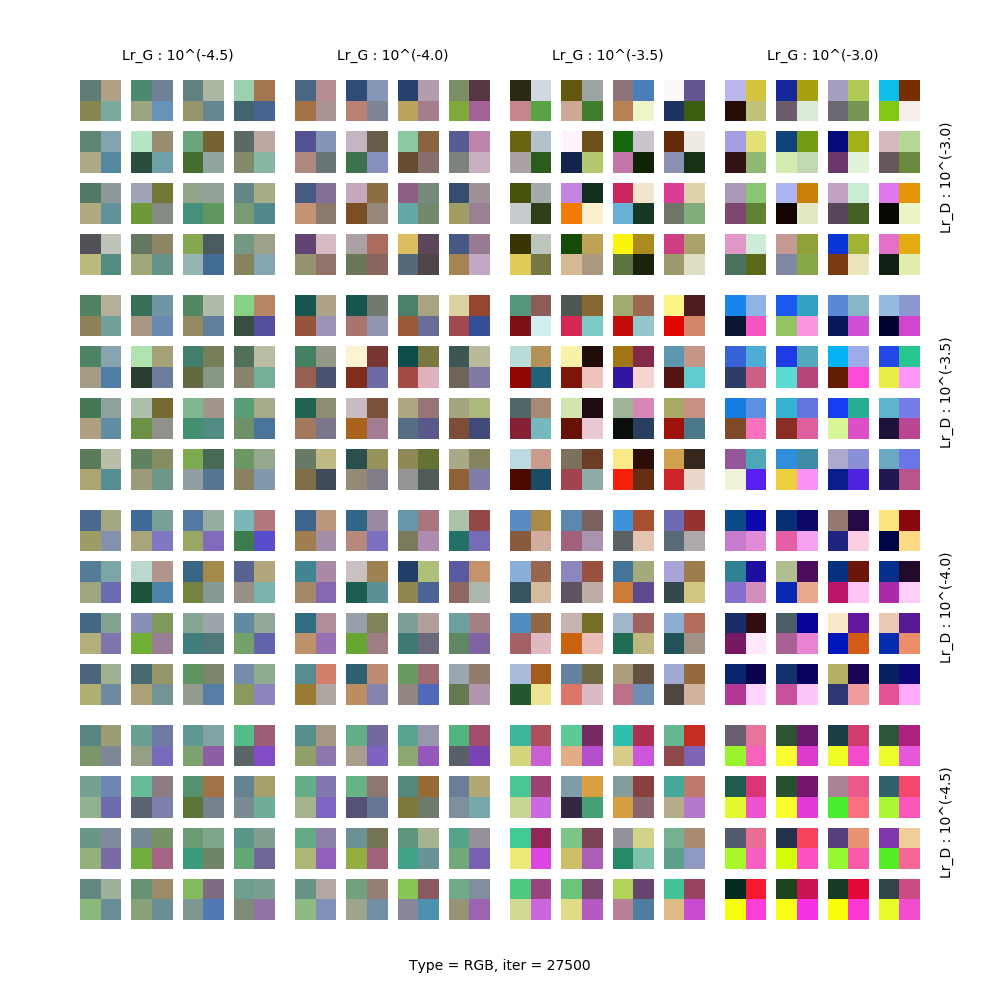 Lr_G : 10^(-4.5)
Lr_G : 10^(-4.0)
Lr_G : 10^(-3.5)
Lr_G : 10^(-3.0)
Lr_D : 10^(-3.0)
Lr_D : 10^(-3.5)
Lr_D : 10^(-4.0)
Lr_D : 10^(-4.5)
Type = RGB, iter = 27500